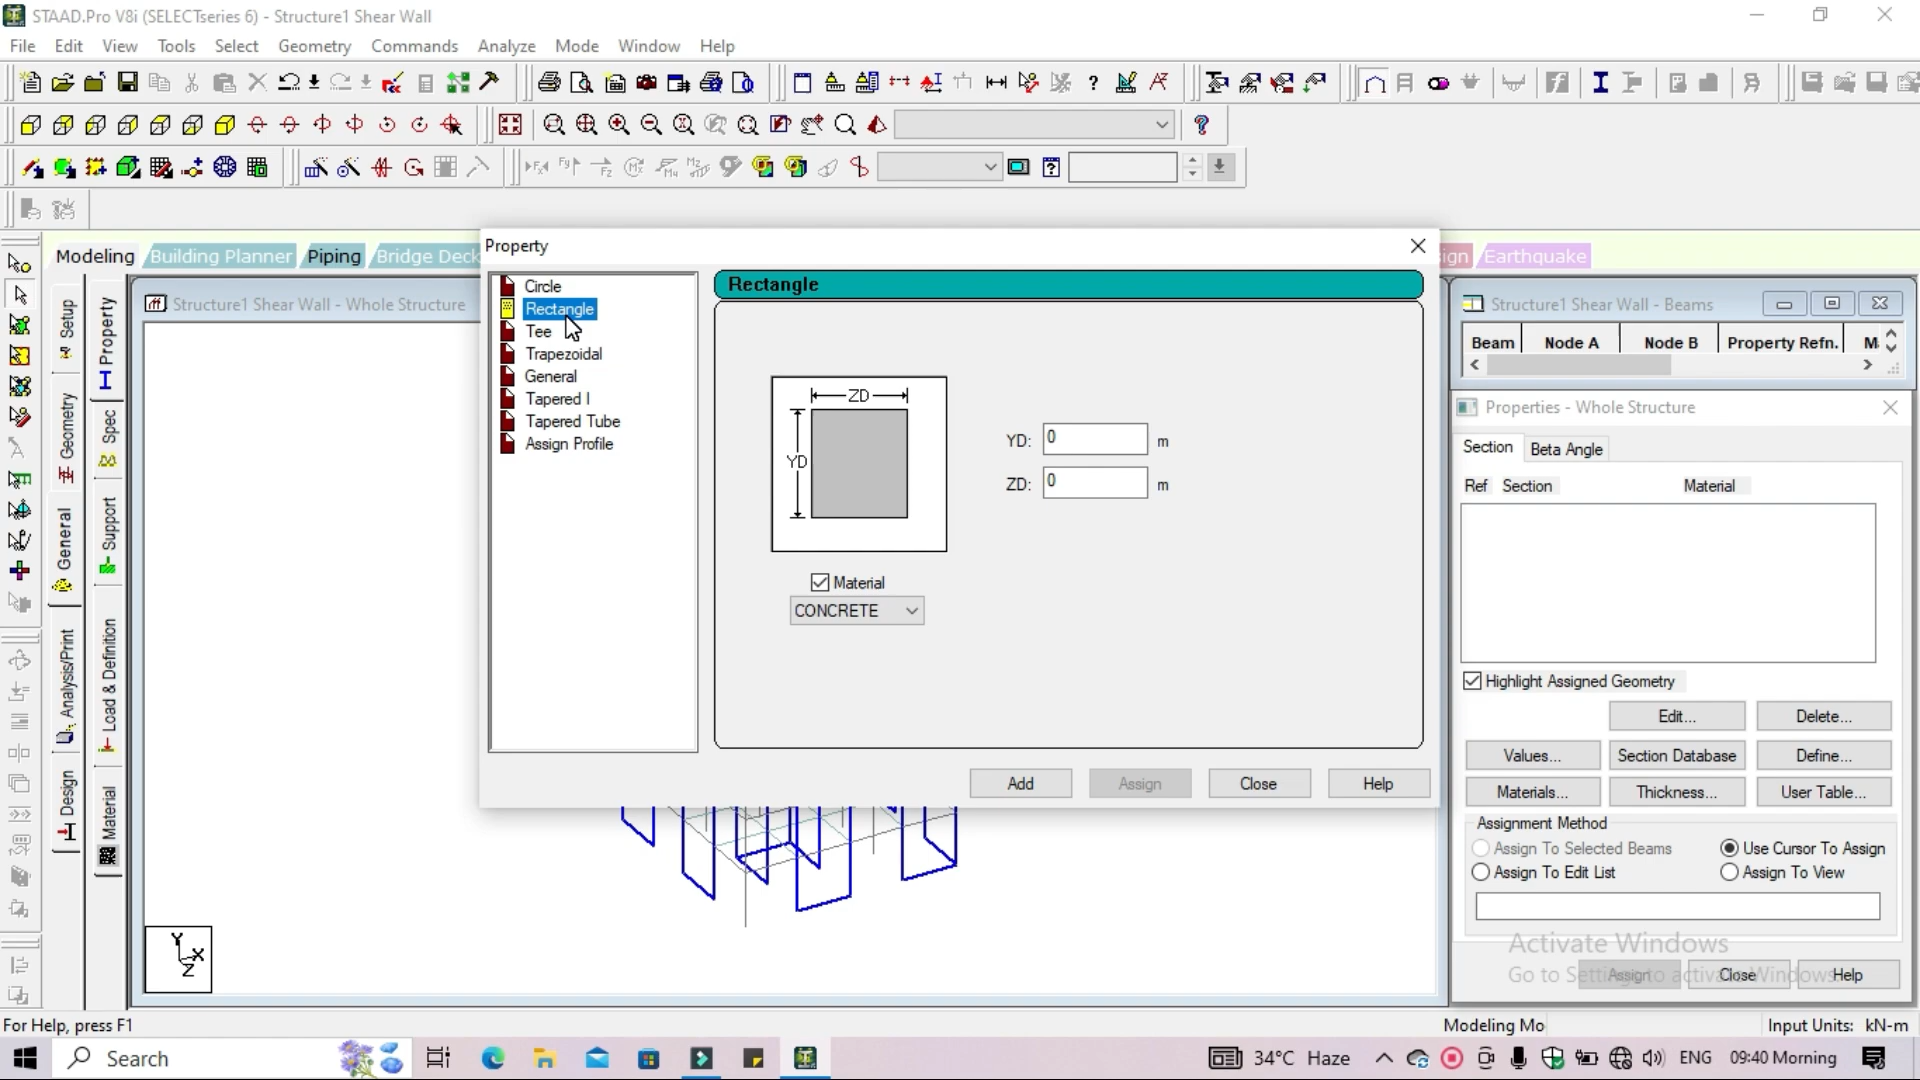 STAAD.Pro V8i (SELECTseries 6) - Structure1 Shear Wall
File Edit View Tools Select Geometry Commands Analyze Mode Window Help
Modeling Building Planner Piping Bridge Deck
Earthquake
Setup
Geometry
General
Analysis/Print
Design
Property
Spec
Support
Load & Definition
Material
Structure1 Shear Wall - Whole Structure
Property
Circle
Rectangle
Tee
Trapezoidal
General
Tapered I
Tapered Tube
Assign Profile
Rectangle
ZD
YD
YD: 0 m
ZD: 0 m
Material
CONCRETE
Add Assign Close Help
Y
X
Z
Structure1 Shear Wall - Beams
Beam Node A Node B Property Refn.
Properties - Whole Structure
Section Beta Angle
Ref Section Material
Highlight Assigned Geometry
Edit... Delete...
Values... Section Database Define...
Materials... Thickness... User Table...
Assignment Method
Assign To Selected Beams Use Cursor To Assign
Assign To Edit List Assign To View
Activate Windows
Go to Settings to activate Windows.
Assign Close Help
For Help, press F1
Modeling Mo
Input Units: kN-m
Search
34°C Haze
ENG
09:40 Morning